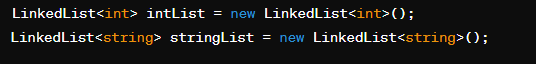 LinkedList<int> intList = new LinkedList<int>();
LinkedList<string> stringList = new LinkedList<string>();